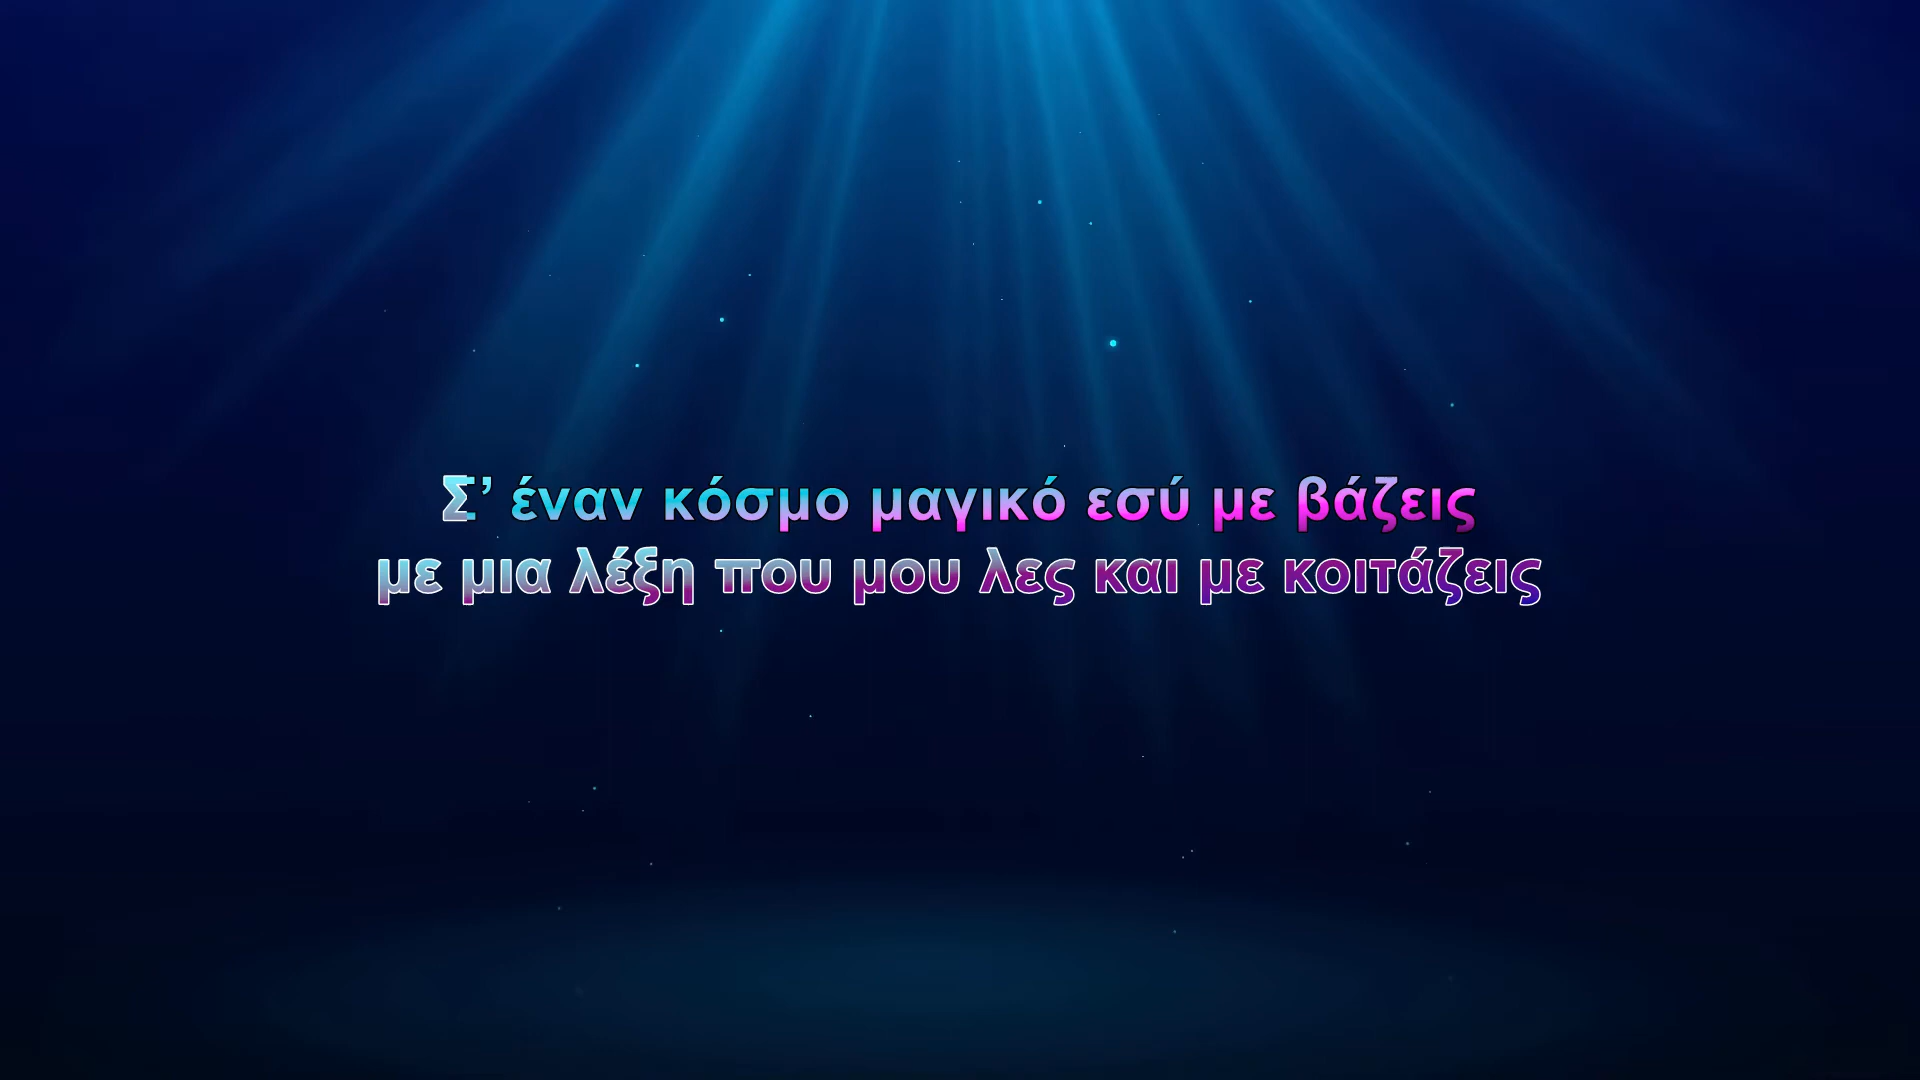 Σ’ έναν κόσμο μαγικό εσύ με βάζεις
με μια λέξη που μου λες και με κοιτάζεις